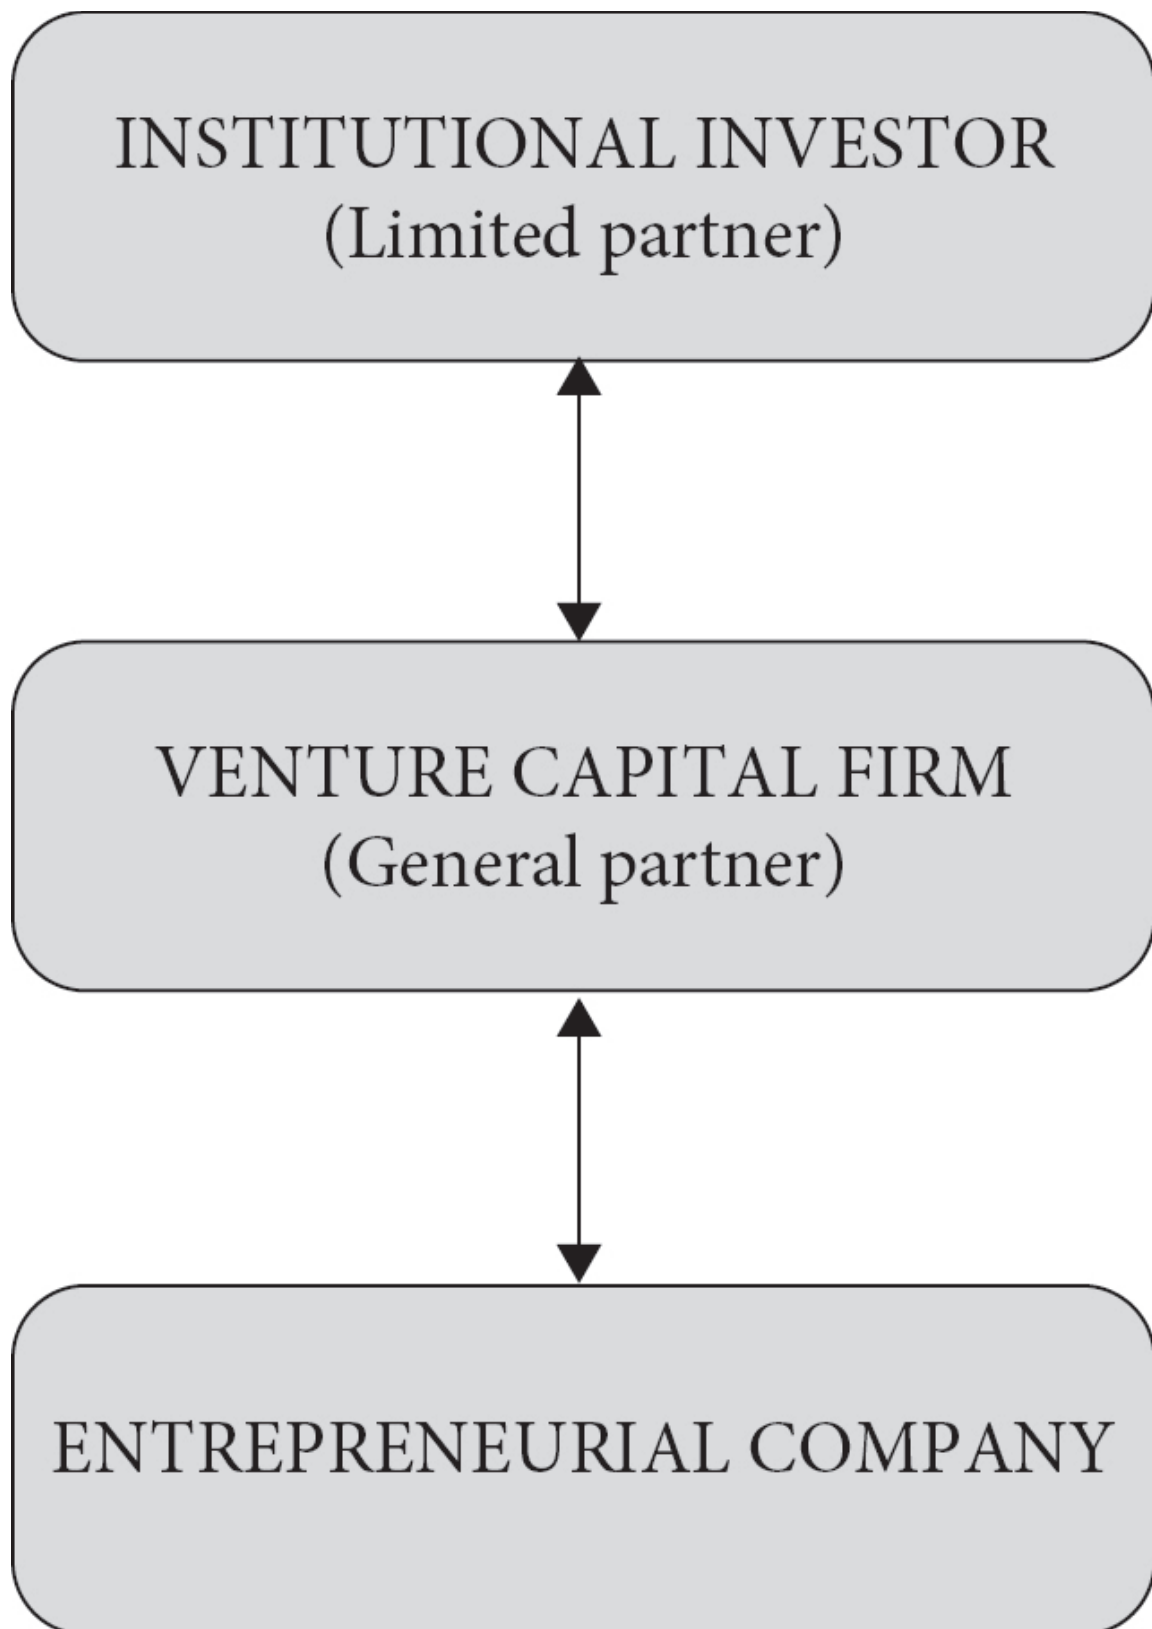 INSTITUTIONAL INVESTOR
(Limited partner)
VENTURE CAPITAL FIRM
(General partner)
ENTREPRENEURIAL COMPANY